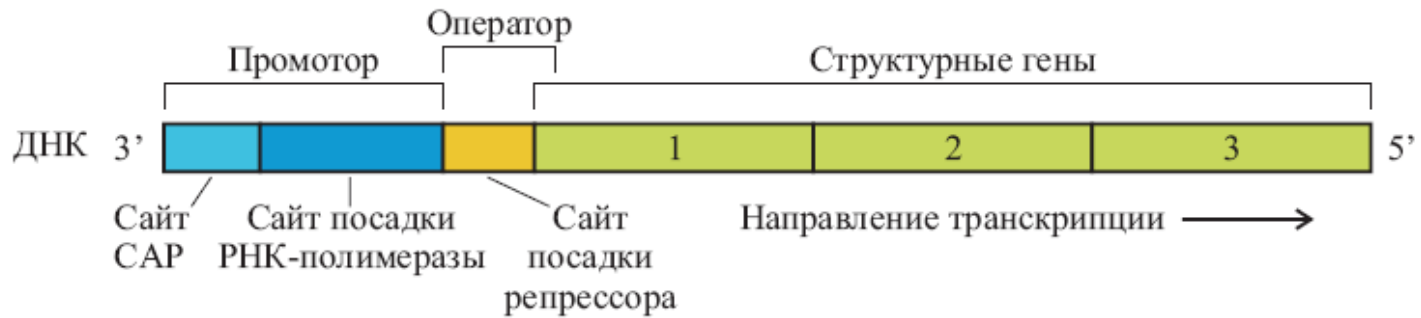 Оператор
Промотор
Структурные гены
ДНК 3’
1
2
3
5’
Сайт
САР
Сайт посадки
РНК-полимеразы
Сайт
посадки
репрессора
Направление транскрипции